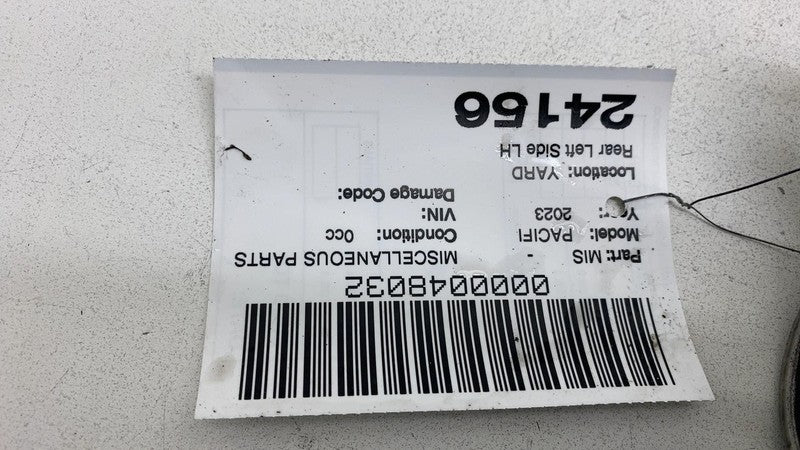 0000048032
Part: MIS - MISCELLANEOUS PARTS
Model: PACIFI Condition: 0cc
Year: 2023 VIN:
Damage Code:
Location: YARD
Rear Left Side LH
24156